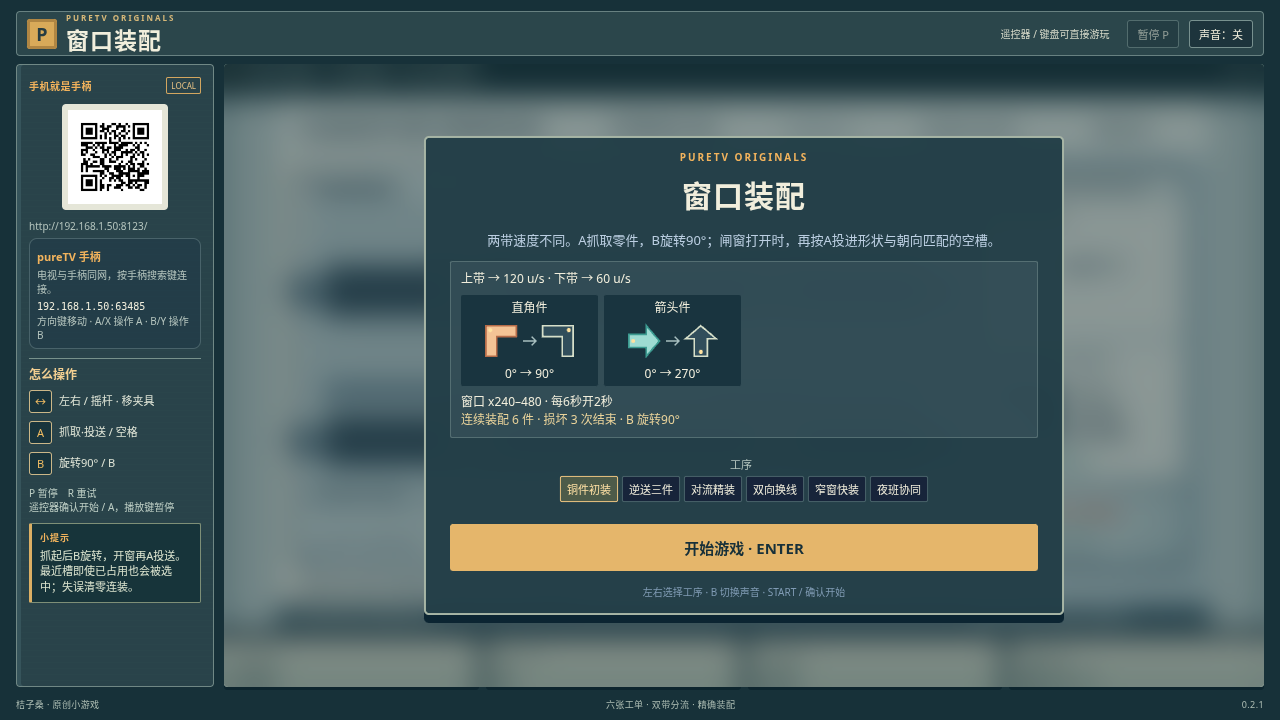 P
PURETV ORIGINALS
窗口装配
遥控器 / 键盘可直接游玩
暂停 P
声音：关
手机就是手柄
LOCAL
http://192.168.1.50:8123/
pureTV 手柄
电视与手柄同网，按手柄搜索键连
接。
192.168.1.50:63485
方向键移动 · A/X 操作 A · B/Y 操作
B
怎么操作
↔ 左右 / 摇杆 · 移夹具
A 抓取·投送 / 空格
B 旋转90° / B
P 暂停 R 重试
遥控器确认开始 / A，播放键暂停
小提示
抓起后B旋转，开窗再A投送。
最近槽即使已占用也会被选
中；失误清零连装。
PURETV ORIGINALS
窗口装配
两带速度不同。A抓取零件，B旋转90°；闸窗打开时，再按A投进形状与朝向匹配的空槽。
上带 → 120 u/s · 下带 → 60 u/s
直角件
→
0° → 90°
箭头件
→
0° → 270°
窗口 x240–480 · 每6秒开2秒
连续装配 6 件 · 损坏 3 次结束 · B 旋转90°
工序
铜件初装 逆送三件 对流精装 双向换线 窄窗快装 夜班协同
开始游戏 · ENTER
左右选择工序 · B 切换声音 · START / 确认开始
桔子桑 · 原创小游戏
六张工单 · 双带分流 · 精确装配
0.2.1